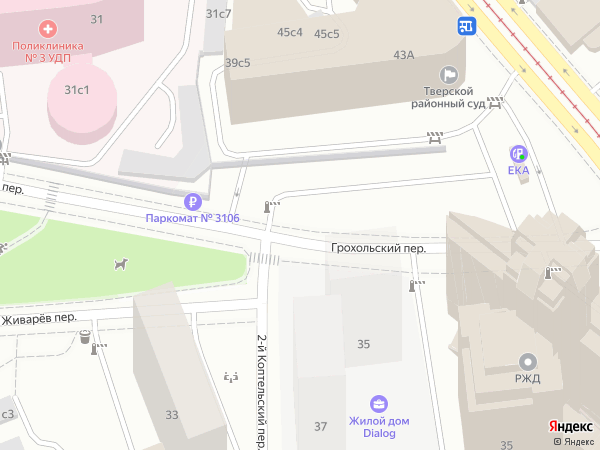 31с7
31
Поликлиника
№ 3 УДП
45с4
45с5
43А
39с5
Тверской
районный суд
31с1
ЕКА
пер.
Паркомат № 3106
Грохольский пер.
Живарёв пер.
2-й Коптельский пер.
35
РЖД
с3
33
37
Жилой дом
Dialog
35
Яндекс
© Яндекс